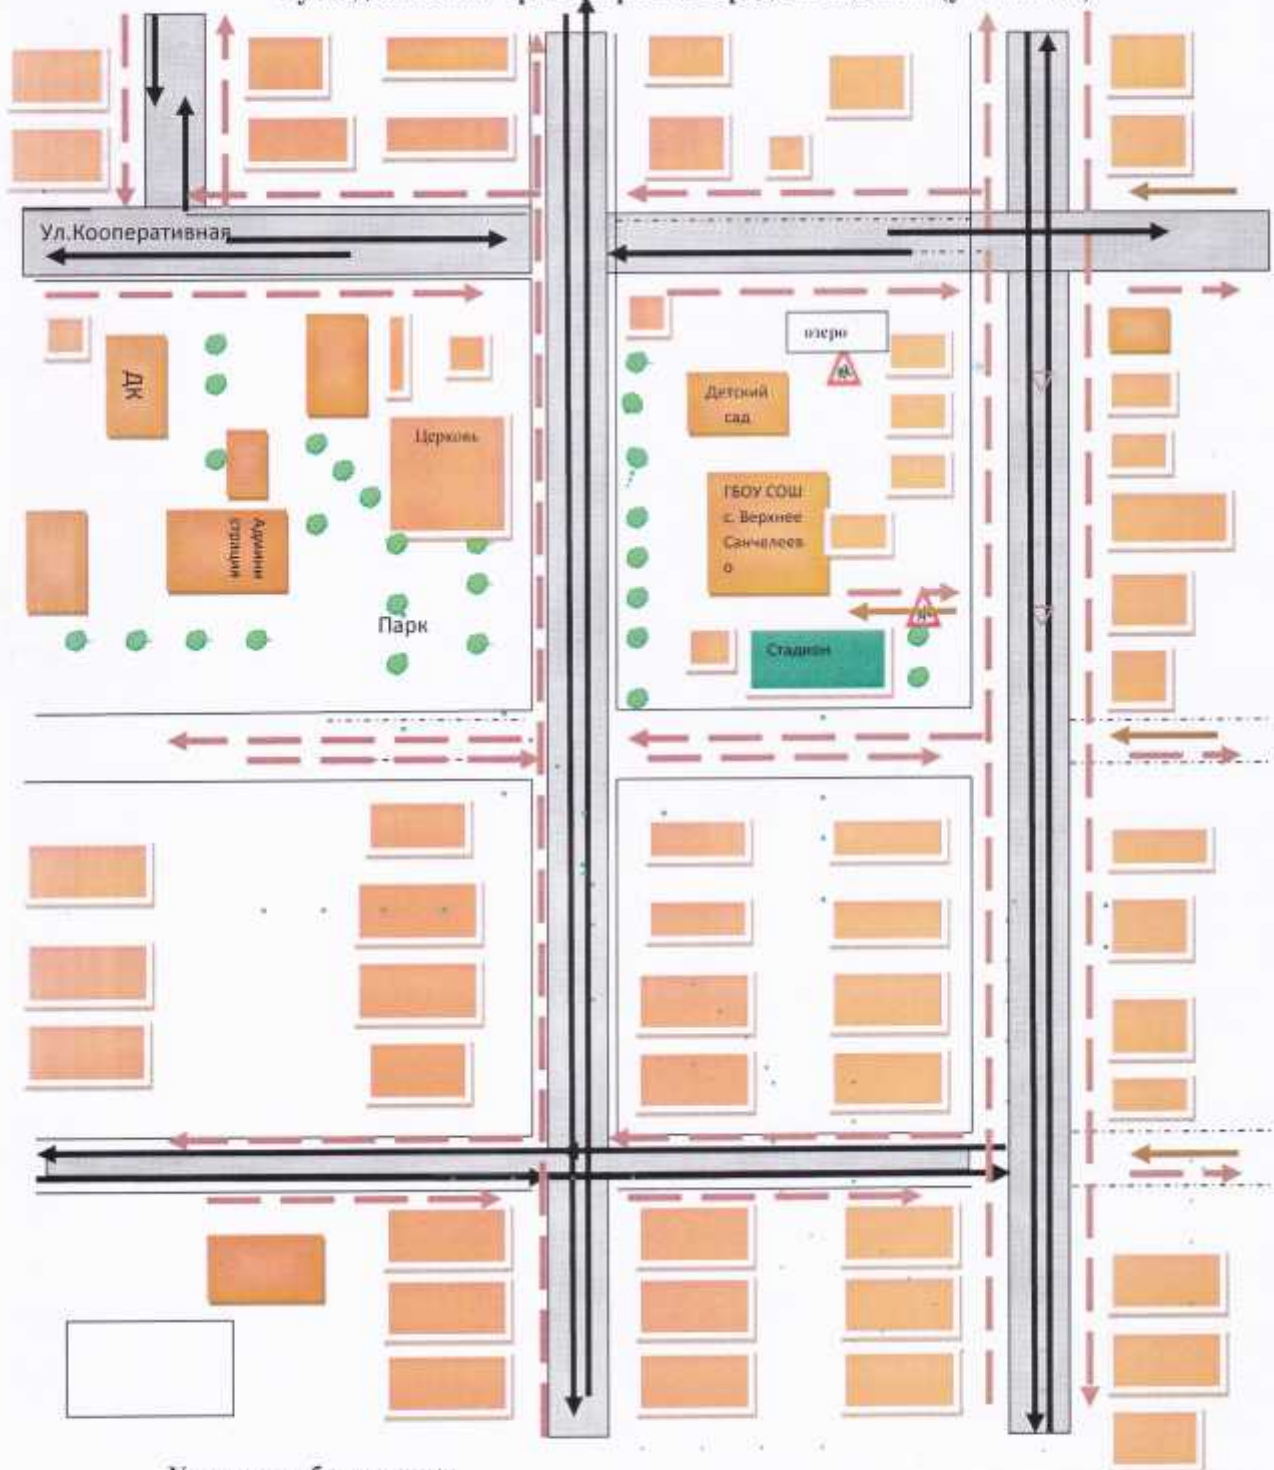 Ул.Кооперативная
озеро
ДК
Детский
сад
Церковь
ГБОУ СОШ
с. Верхнее
Санчелеев
о
Админи
страция
Парк
Стадион